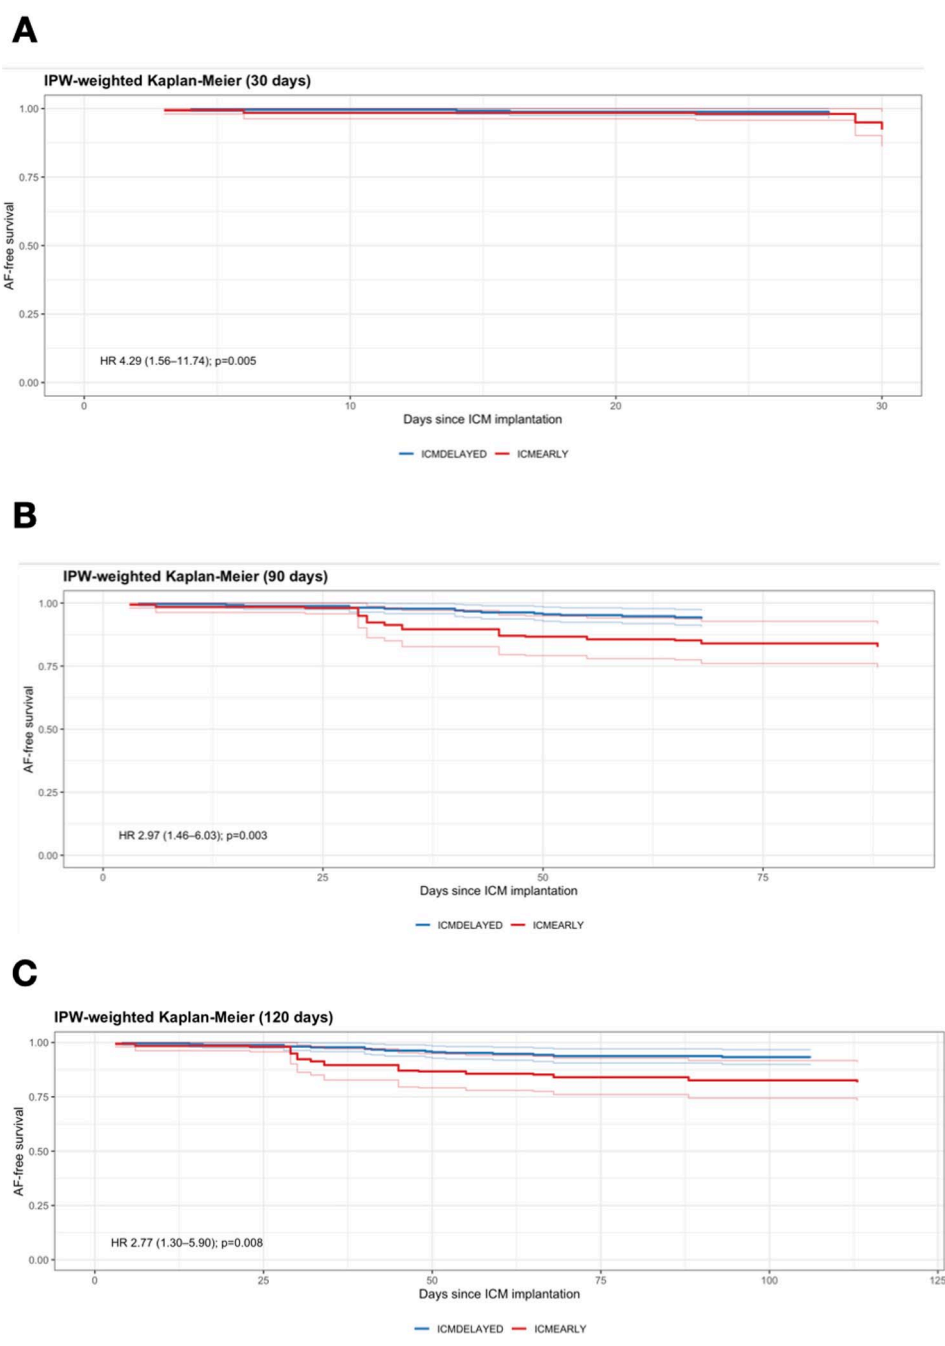 A
IPW-weighted Kaplan-Meier (30 days)
AF-free survival
1.00
0.75
0.50
0.25
0.00
HR 4.29 (1.56–11.74); p=0.005
0 10 20 30
Days since ICM implantation
ICMDELAYED ICMEARLY
B
IPW-weighted Kaplan-Meier (90 days)
AF-free survival
1.00
0.75
0.50
0.25
0.00
HR 2.97 (1.46–6.03); p=0.003
0 25 50 75
Days since ICM implantation
ICMDELAYED ICMEARLY
C
IPW-weighted Kaplan-Meier (120 days)
AF-free survival
1.00
0.75
0.50
0.25
0.00
HR 2.77 (1.30–5.90); p=0.008
0 25 50 75 100 125
Days since ICM implantation
ICMDELAYED ICMEARLY